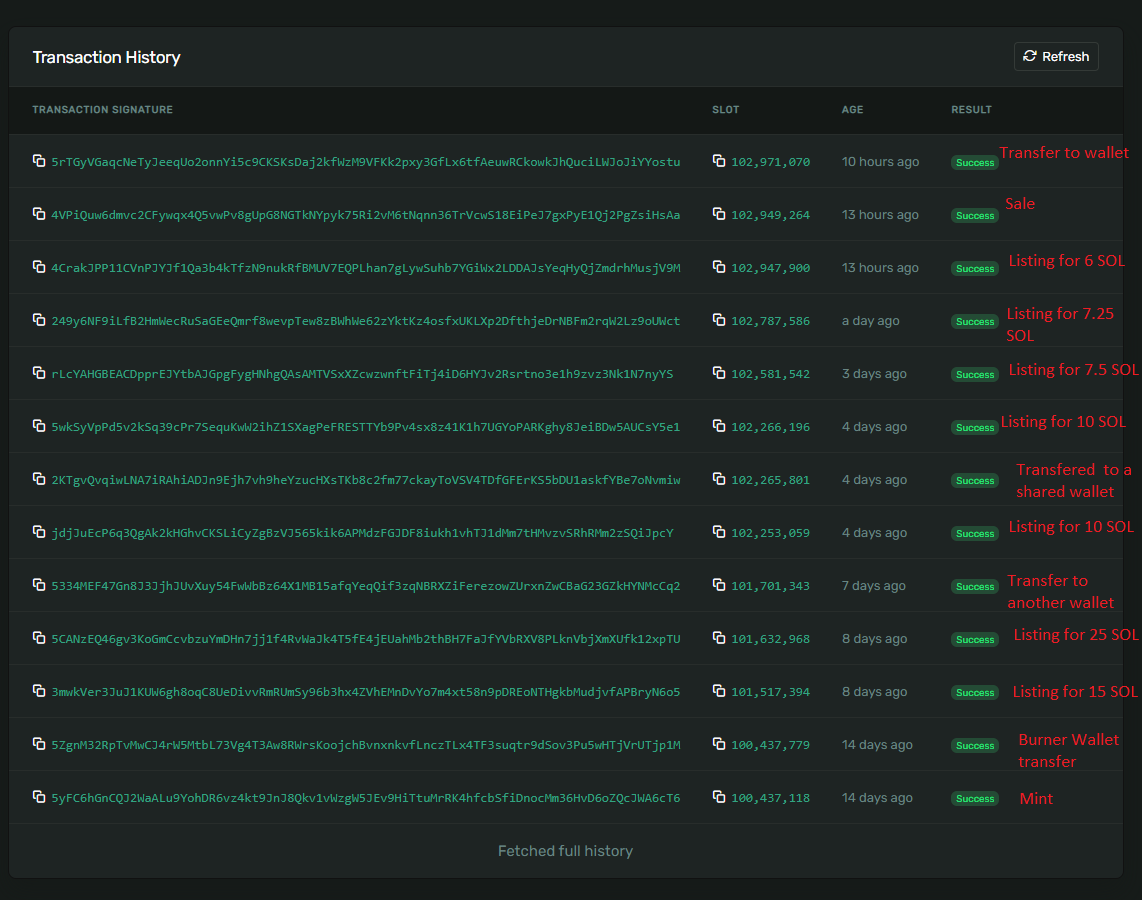 Transaction History
Refresh
TRANSACTION SIGNATURE SLOT AGE RESULT
5rTGyVGaqcNeTyJeeqUo2onnYi5c9CKSKsDaj2kfWzM9VFKk2pxy3GfLx6tfAeuwRCkowkJhQuciLWJoJiYYostu 102,971,070 10 hours ago Success Transfer to wallet
4VPiQuw6dmvc2CFywqx4Q5vwPv8gUpG8NGTkNYpyk75Ri2vM6tNqnn36TrVcwS18EiPeJ7gxPyE1Qj2PgZsiHsAa 102,949,264 13 hours ago Success Sale
4CrakJPP11CVnPJYJf1Qa3b4kTfzN9nukRfBMUV7EQPLhan7gLywSuhb7YGiWx2LDDAJsYeqHyQjZmdrhMusjV9M 102,947,900 13 hours ago Success Listing for 6 SOL
249y6NF9iLfB2HmWecRuSaGEeQmrf8wevpTew8zBWhWe62zYktKz4osfxUKLXp2DfthjeDrNBFm2rqW2Lz9oUWct 102,787,586 a day ago Success Listing for 7.25
SOL
rLcYAHGBEACDpprEJYtbAJGpgFygHNhgQAsAMTVSxXZcwzwnftFiTj4iD6HYJv2Rsrtno3e1h9zvz3Nk1N7nyYS 102,581,542 3 days ago Success Listing for 7.5 SOL
5wkSyVpPd5v2kSq39cPr7SequKwW2ihZ1SXagPeFRESTTYb9Pv4sx8z41K1h7UGYoPARKghy8JeiBDw5AUCsY5e1 102,266,196 4 days ago Success Listing for 10 SOL
2KTgvQvqiwLNA7iRAhiADJn9Ejh7vh9heYzucHXsTKb8c2fm77ckayToVSV4TDfGFErKS5bDU1askfYBe7oNvmiw 102,265,801 4 days ago Success Transfered to a
shared wallet
jdjJuEcP6q3QgAk2kHGhvCKSLiCyZgBzVJ565kik6APMdzFGJDF8iukh1vhTJ1dMm7tHMvzvSRhRMm2zSQiJpcY 102,253,059 4 days ago Success Listing for 10 SOL
5334MEF47Gn8J3JjhJUvXuy54FwWbBz64X1MB15afqYeqQif3zqNBRXZiFerezowZUrxnZwCBaG23GZkHYNMcCq2 101,701,343 7 days ago Success Transfer to
another wallet
5CANzEQ46gv3KoGmCcvbzuYmDHn7jj1f4RvWaJk4T5fE4jEUahMb2thBH7FaJfYVbRXV8PLknVbjXmXUfk12xpTU 101,632,968 8 days ago Success Listing for 25 SOL
3mwkVer3JuJ1KUW6gh8oqC8UeDivvRmRUmSy96b3hx4ZVhEMnDvYo7m4xt58n9pDREoNTHgkbMudjvfAPBryN6o5 101,517,394 8 days ago Success Listing for 15 SOL
5ZgnM32RpTvMwCJ4rW5MtbL73Vg4T3Aw8RWrsKoojchBvnxnkvfLnczTLx4TF3suqtr9dSov3Pu5wHTjVrUTjp1M 100,437,779 14 days ago Success Burner Wallet
transfer
5yFC6hGnCQJ2WaALu9YohDR6vz4kt9JnJ8Qkv1vWzgW5JEv9HiTtuMrRK4hfcbSfiDnocMm36HvD6oZQcJWA6cT6 100,437,118 14 days ago Success Mint
Fetched full history